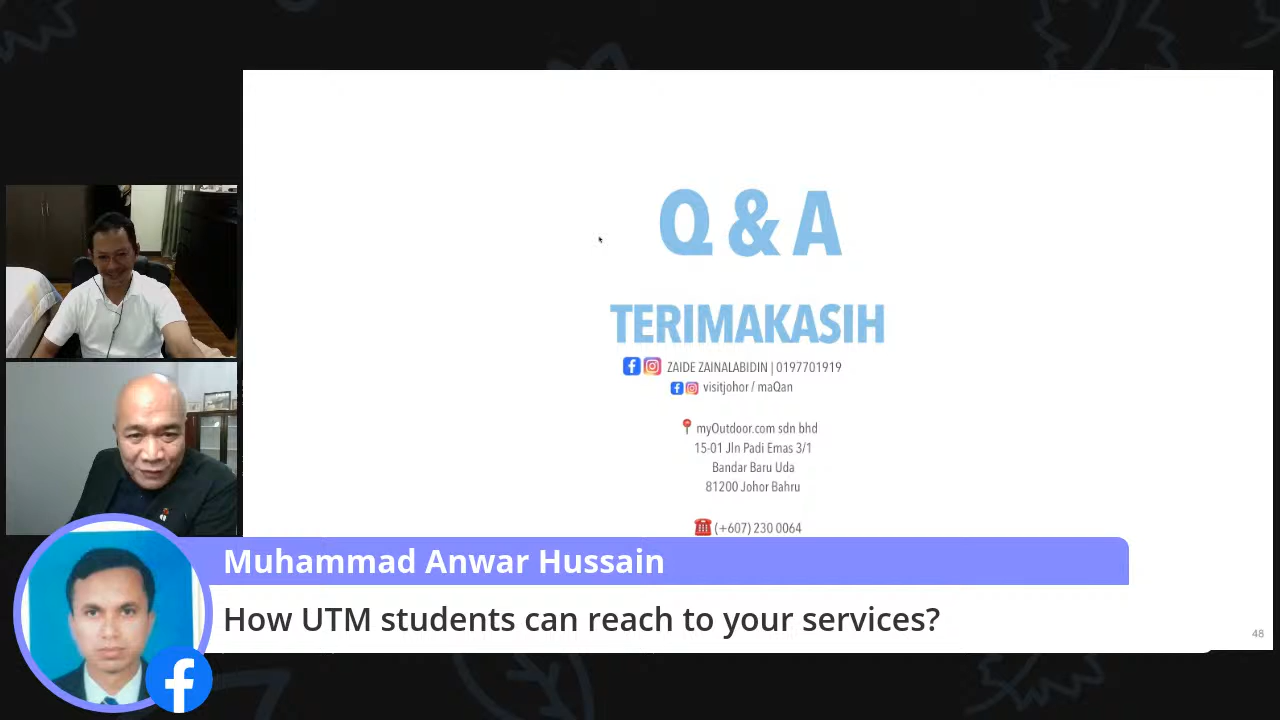 Q & A
TERIMAKASIH
ZAIDE ZAINALABIDIN | 0197701919
visitjohor / maQan
myOutdoor.com sdn bhd
15-01 Jln Padi Emas 3/1
Bandar Baru Uda
81200 Johor Bahru
(+607) 230 0064
Muhammad Anwar Hussain
How UTM students can reach to your services?
48